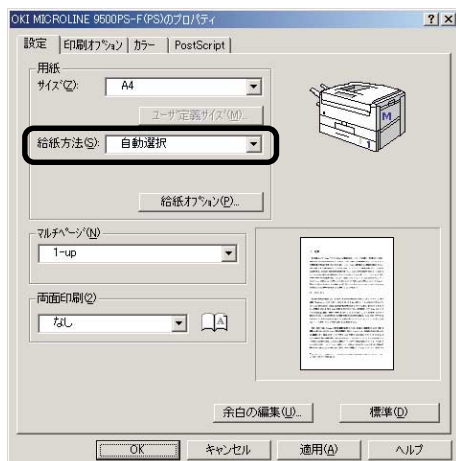 OKI MICROLINE 9500PS-F(PS)のプロパティ
設定 印刷オプション カラー PostScript
用紙
サイズ(Z): A4
ユーザ定義サイズ(M)...
給紙方法(S): 自動選択
給紙オプション(P)...
マルチページ(N)
1-up
両面印刷(2)
なし
A
M
1
余白の編集(U)... 標準(D)
OK キャンセル 適用(A) ヘルプ